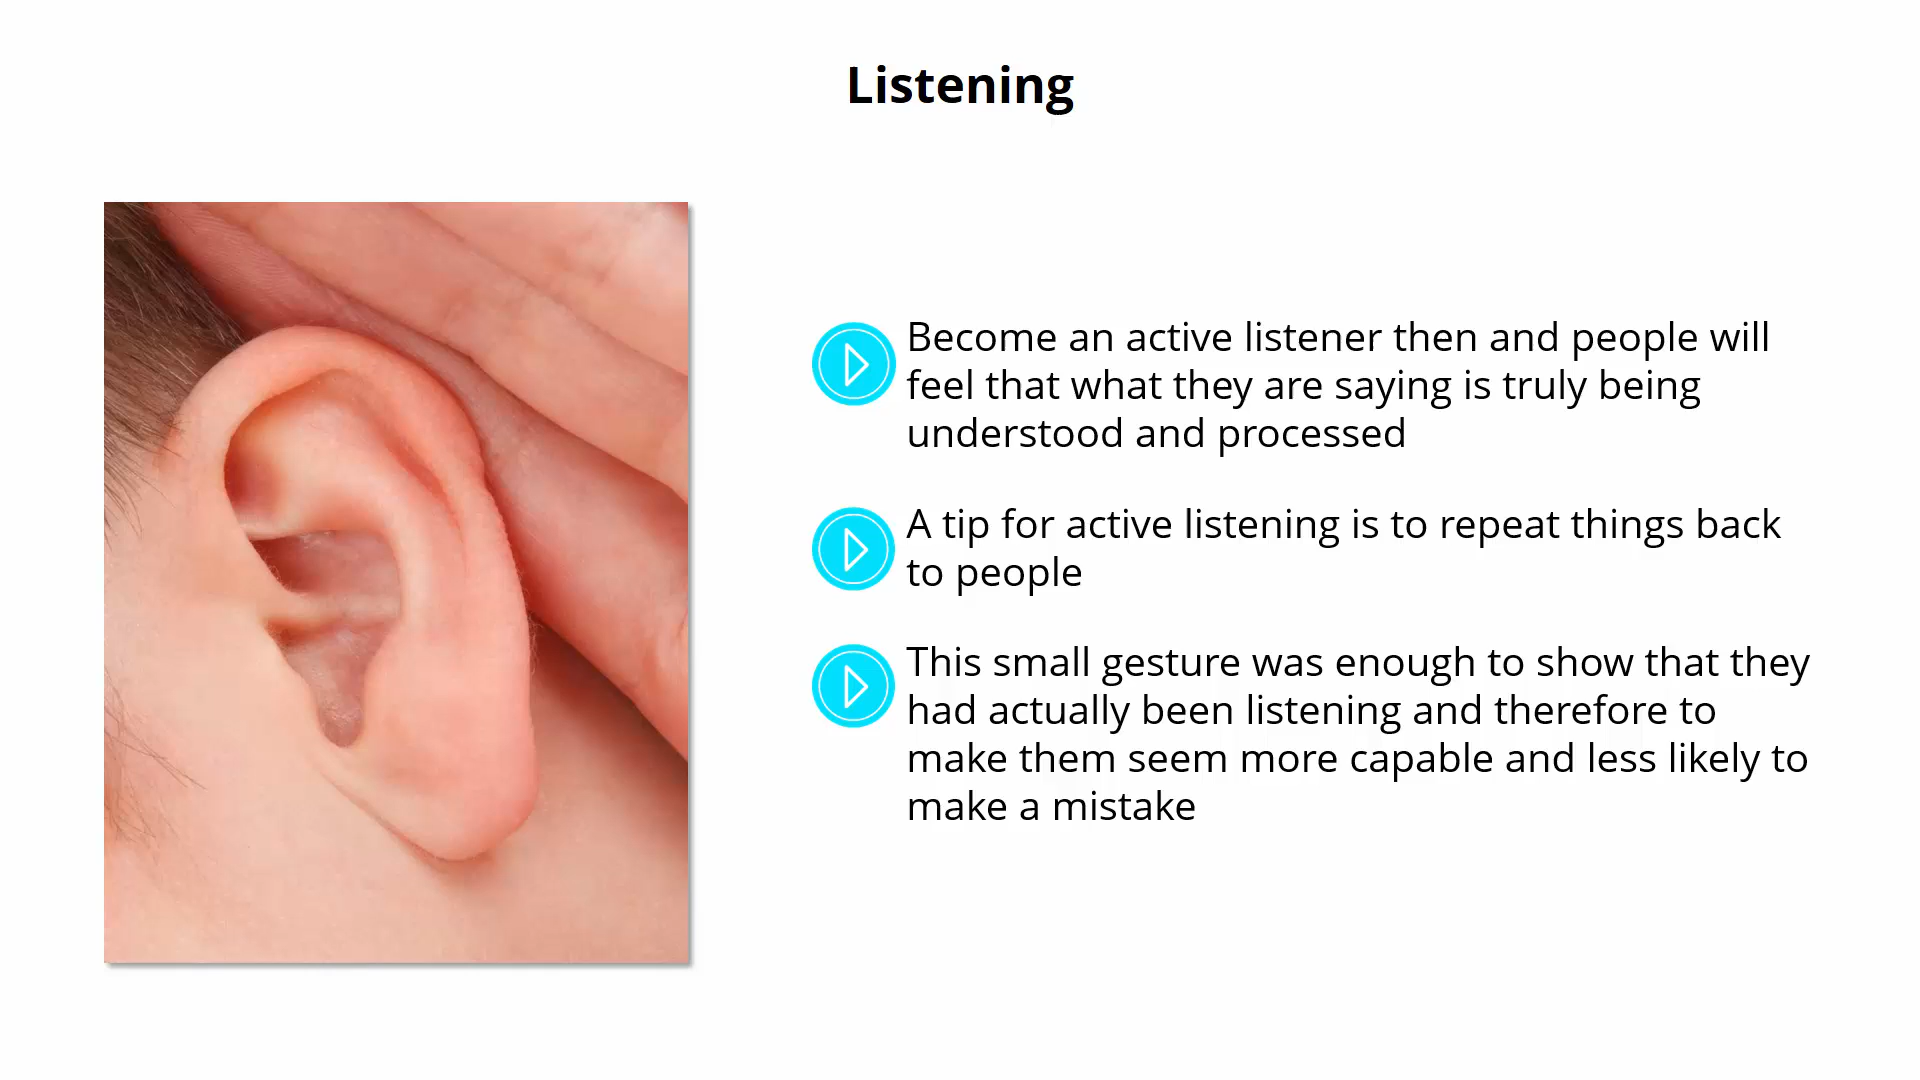 Listening
Become an active listener then and people will
feel that what they are saying is truly being
understood and processed
A tip for active listening is to repeat things back
to people
This small gesture was enough to show that they
had actually been listening and therefore to
make them seem more capable and less likely to
make a mistake